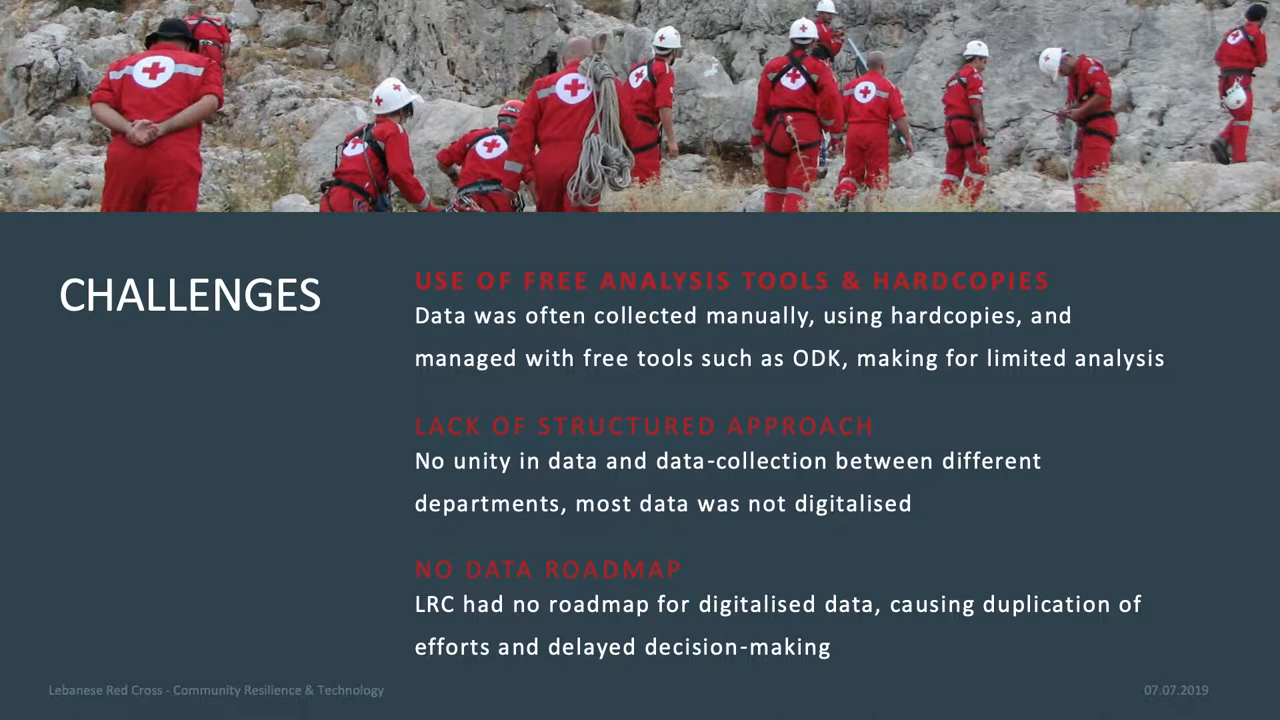 CHALLENGES
USE OF FREE ANALYSIS TOOLS & HARDCOPIES
Data was often collected manually, using hardcopies, and
managed with free tools such as ODK, making for limited analysis
LACK OF STRUCTURED APPROACH
No unity in data and data-collection between different
departments, most data was not digitalised
NO DATA ROADMAP
LRC had no roadmap for digitalised data, causing duplication of
efforts and delayed decision-making
Lebanese Red Cross - Community Resilience & Technology
07.07.2019